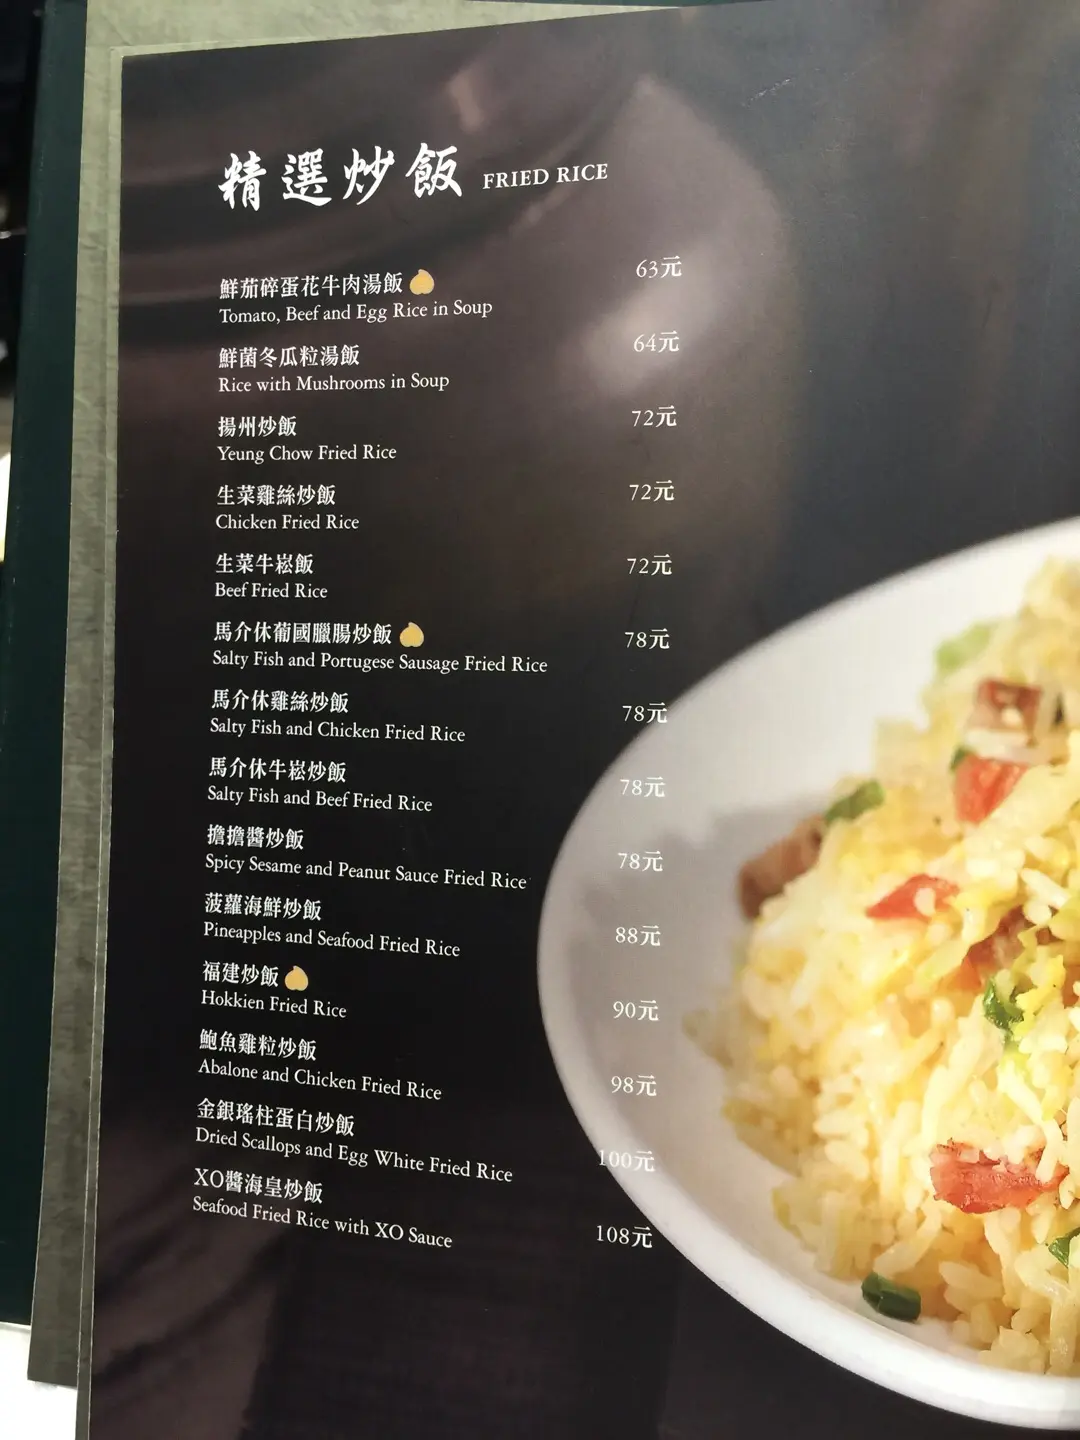 精選炒飯 FRIED RICE
鮮茄碎蛋花牛肉湯飯 63元
Tomato, Beef and Egg Rice in Soup
鮮菌冬瓜粒湯飯 64元
Rice with Mushrooms in Soup
揚州炒飯 72元
Yeung Chow Fried Rice
生菜雞絲炒飯 72元
Chicken Fried Rice
生菜牛崧飯 72元
Beef Fried Rice
馬介休葡國臘腸炒飯 78元
Salty Fish and Portugese Sausage Fried Rice
馬介休雞絲炒飯 78元
Salty Fish and Chicken Fried Rice
馬介休牛崧炒飯 78元
Salty Fish and Beef Fried Rice
擔擔醬炒飯 78元
Spicy Sesame and Peanut Sauce Fried Rice
菠蘿海鮮炒飯 88元
Pineapples and Seafood Fried Rice
福建炒飯 90元
Hokkien Fried Rice
鮑魚雞粒炒飯 98元
Abalone and Chicken Fried Rice
金銀瑤柱蛋白炒飯 100元
Dried Scallops and Egg White Fried Rice
XO醬海皇炒飯 108元
Seafood Fried Rice with XO Sauce